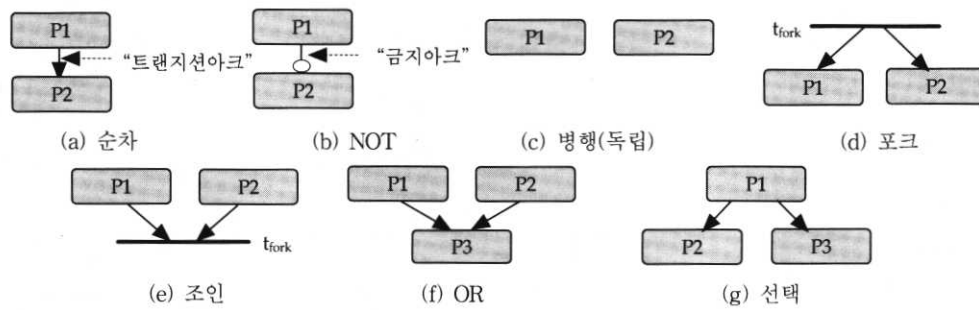 P1
"트랜지션아크"
P2
(a) 순차
P1
"금지아크"
P2
(b) NOT
P1 P2
(c) 병행(독립)
tfork
P1 P2
(d) 포크
P1 P2
tfork
(e) 조인
P1 P2
P3
(f) OR
P1
P2 P3
(g) 선택